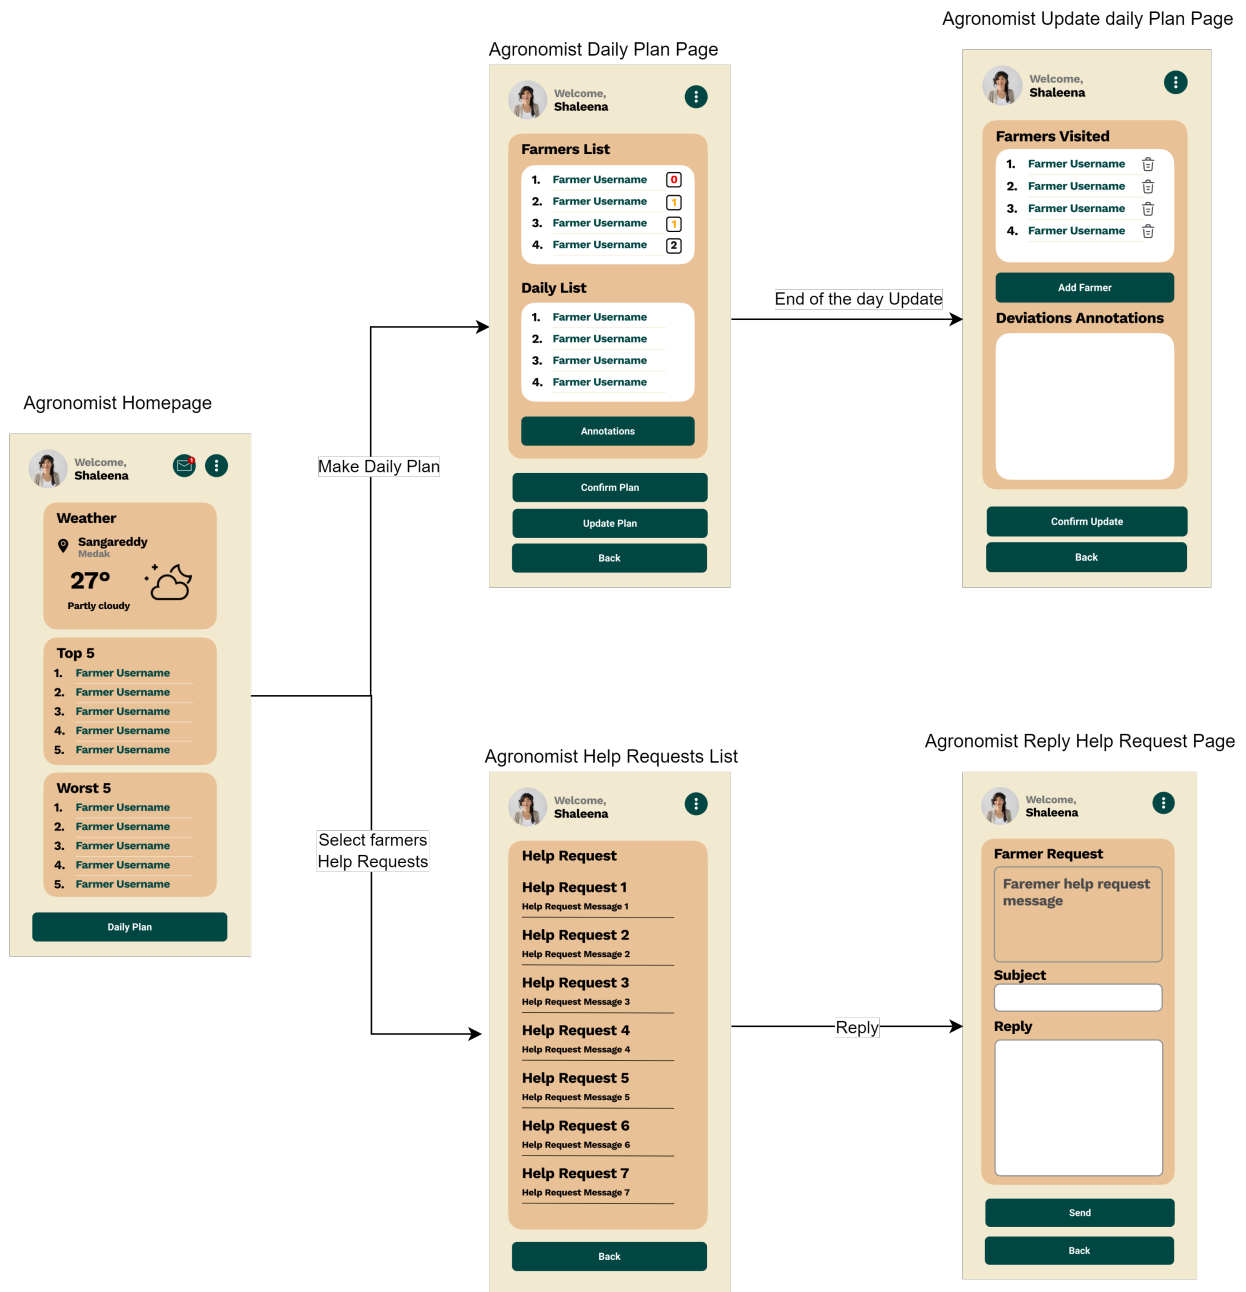 Agronomist Update daily Plan Page
Agronomist Daily Plan Page
Welcome,
Shaleena
Farmers List
1. Farmer Username 0
2. Farmer Username 1
3. Farmer Username 1
4. Farmer Username 2
Daily List
1. Farmer Username
2. Farmer Username
3. Farmer Username
4. Farmer Username
Annotations
Confirm Plan
Update Plan
Back
End of the day Update
Welcome,
Shaleena
Farmers Visited
1. Farmer Username
2. Farmer Username
3. Farmer Username
4. Farmer Username
Add Farmer
Deviations Annotations
Confirm Update
Back
Agronomist Homepage
Welcome,
Shaleena
1
Weather
Sangareddy
Medak
27°
Partly cloudy
Top 5
1. Farmer Username
2. Farmer Username
3. Farmer Username
4. Farmer Username
5. Farmer Username
Worst 5
1. Farmer Username
2. Farmer Username
3. Farmer Username
4. Farmer Username
5. Farmer Username
Daily Plan
Make Daily Plan
Select farmers
Help Requests
Agronomist Help Requests List
Welcome,
Shaleena
Help Request
Help Request 1
Help Request Message 1
Help Request 2
Help Request Message 2
Help Request 3
Help Request Message 3
Help Request 4
Help Request Message 4
Help Request 5
Help Request Message 5
Help Request 6
Help Request Message 6
Help Request 7
Help Request Message 7
Back
Reply
Agronomist Reply Help Request Page
Welcome,
Shaleena
Farmer Request
Faremer help request
message
Subject
Reply
Send
Back